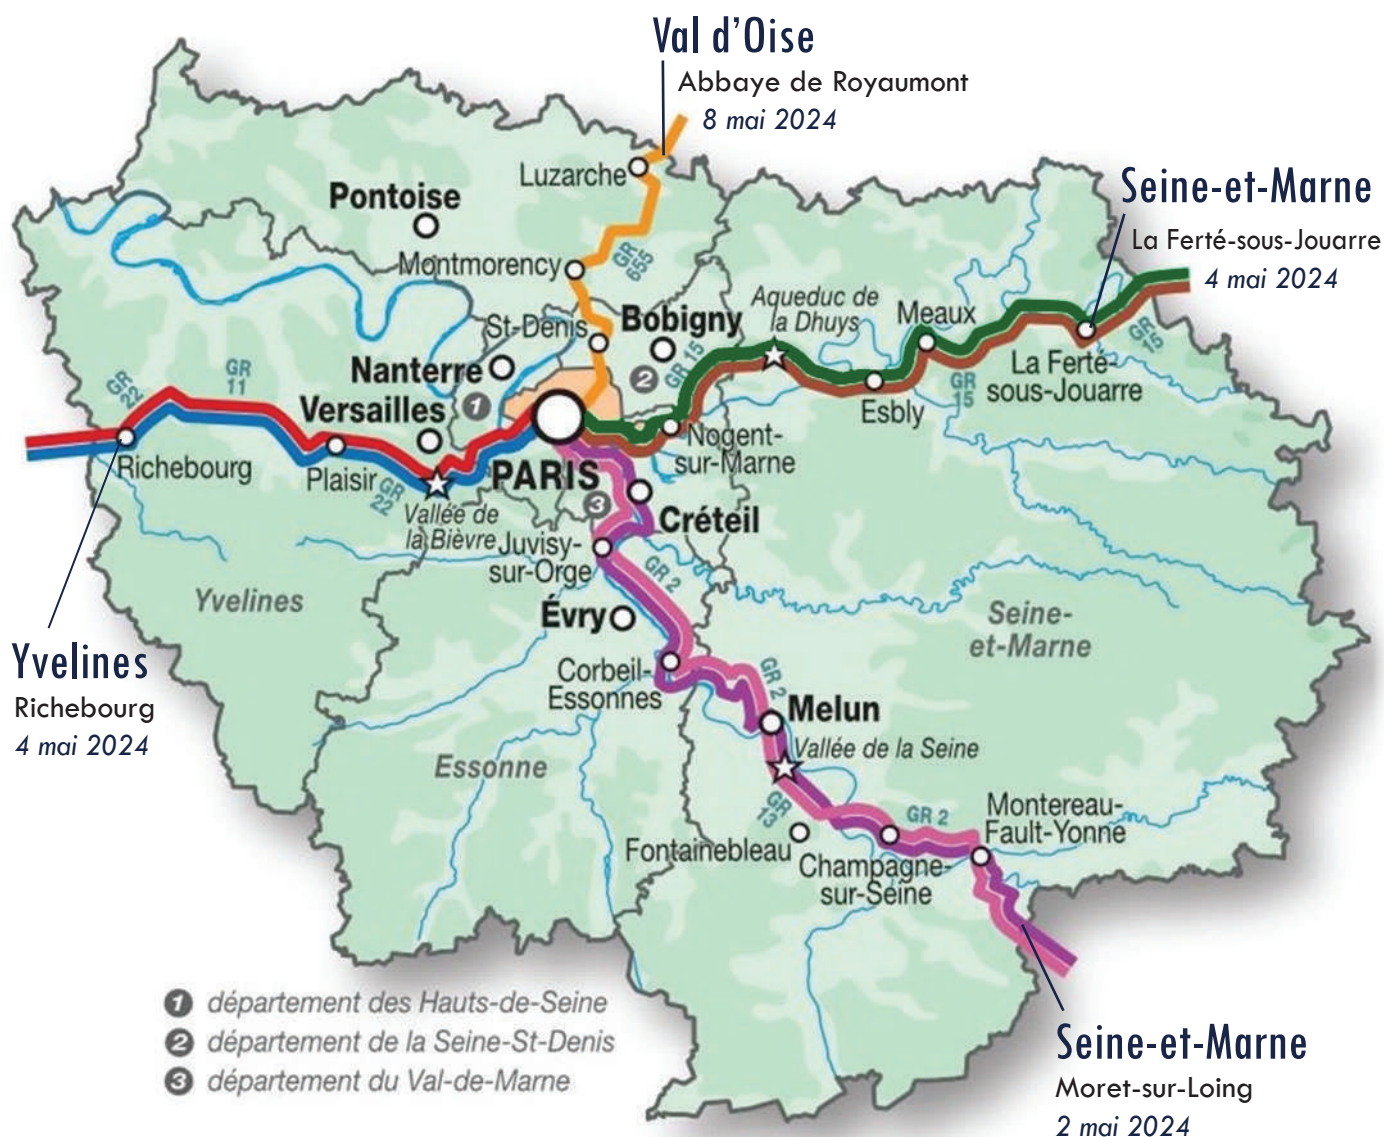 Val d'Oise
Abbaye de Royaumont
8 mai 2024
Luzarche
Seine-et-Marne
La Ferté-sous-Jouarre
4 mai 2024
Pontoise
GR
655
Montmorency
Aqueduc de
la Dhuys
Meaux
St-Denis
Bobigny
GR 15
GR
15
La Ferté-
sous-Jouarre
Nanterre
2
GR
22
GR
11
Esbly
GR
15
Versailles
1
Nogent-
sur-Marne
Richebourg
Plaisir
GR
22
PARIS
3
Vallée de
la Bièvre
Créteil
Juvisy-
sur-Orge
GR 2
Yvelines
Évry
Seine-
et-Marne
Yvelines
Richebourg
4 mai 2024
Corbeil-
Essonnes
GR 2
Melun
Vallée de la Seine
Essonne
GR
13
GR 2
Montereau-
Fault-Yonne
Fontainebleau
Champagne-
sur-Seine
1 département des Hauts-de-Seine
2 département de la Seine-St-Denis
3 département du Val-de-Marne
Seine-et-Marne
Moret-sur-Loing
2 mai 2024